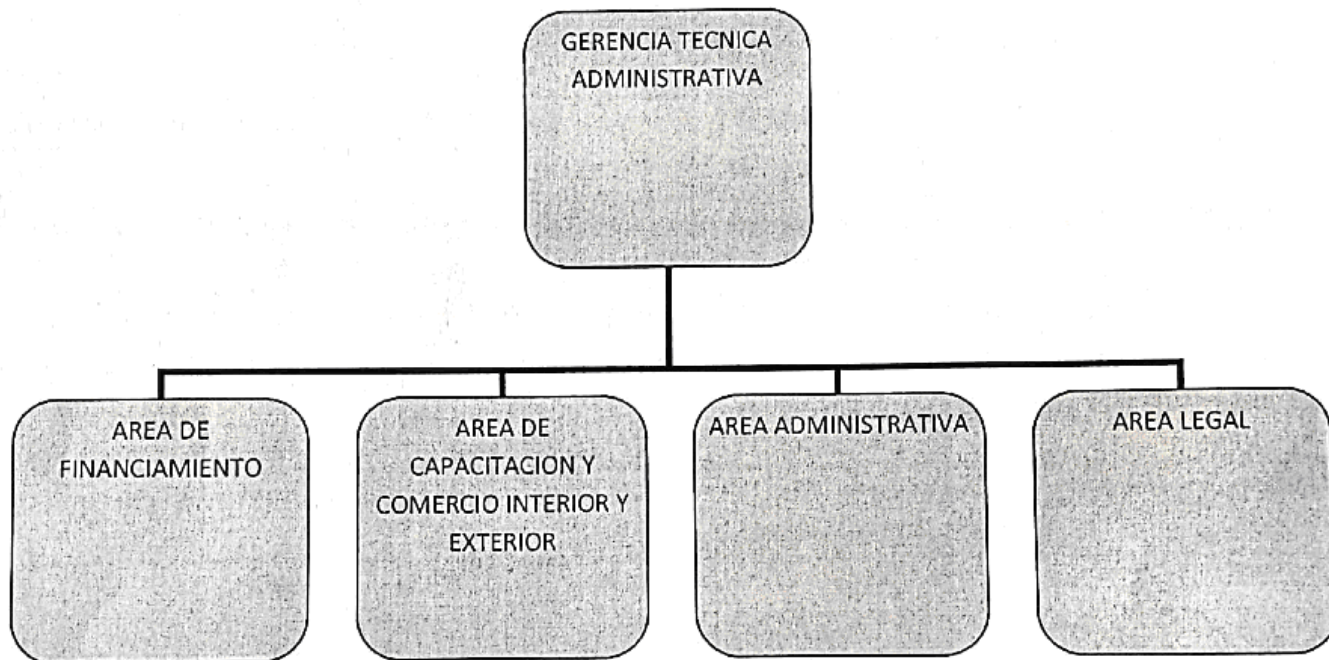 GERENCIA TECNICA
ADMINISTRATIVA
AREA DE
FINANCIAMIENTO
AREA DE
CAPACITACION Y
COMERCIO INTERIOR Y
EXTERIOR
AREA ADMINISTRATIVA
AREA LEGAL